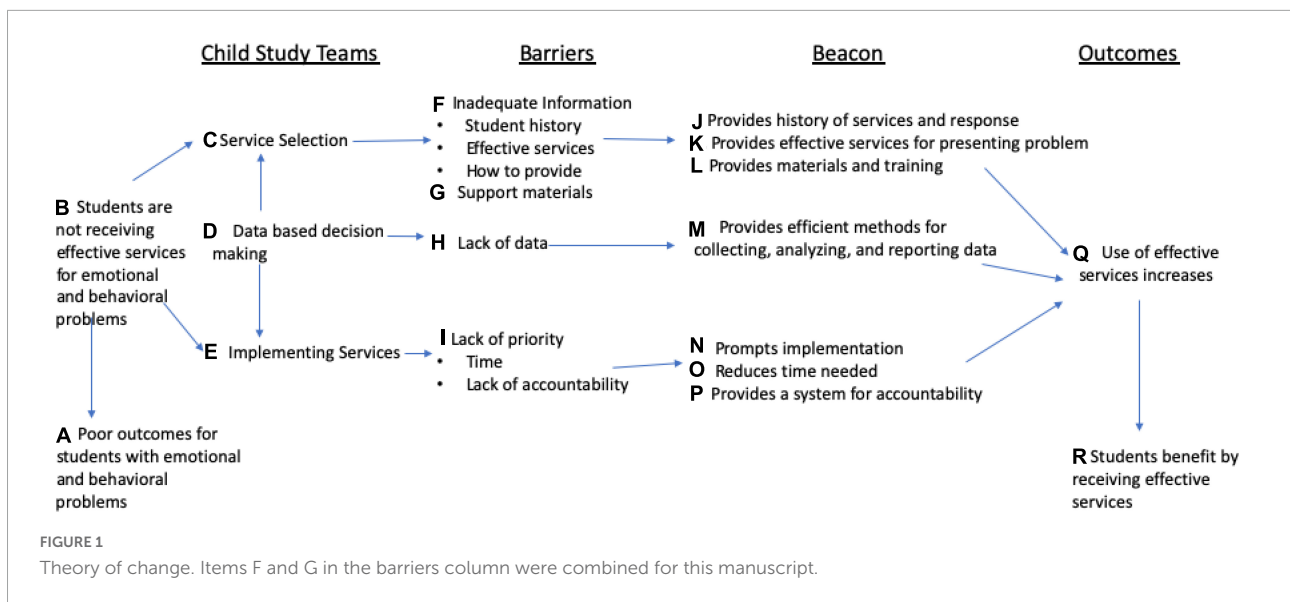 Child Study Teams
Barriers
Beacon
Outcomes
B Students are
not receiving
effective services
for emotional
and behavioral
problems
A Poor outcomes for
students with emotional
and behavioral
problems
C Service Selection
D Data based decision
making
E Implementing Services
F Inadequate Information
• Student history
• Effective services
• How to provide
G Support materials
H Lack of data
I Lack of priority
• Time
• Lack of accountability
J Provides history of services and response
K Provides effective services for presenting problem
L Provides materials and training
M Provides efficient methods for
collecting, analyzing, and reporting data
N Prompts implementation
O Reduces time needed
P Provides a system for accountability
Q Use of effective
services increases
R Students benefit by
receiving effective
services
FIGURE 1
Theory of change. Items F and G in the barriers column were combined for this manuscript.